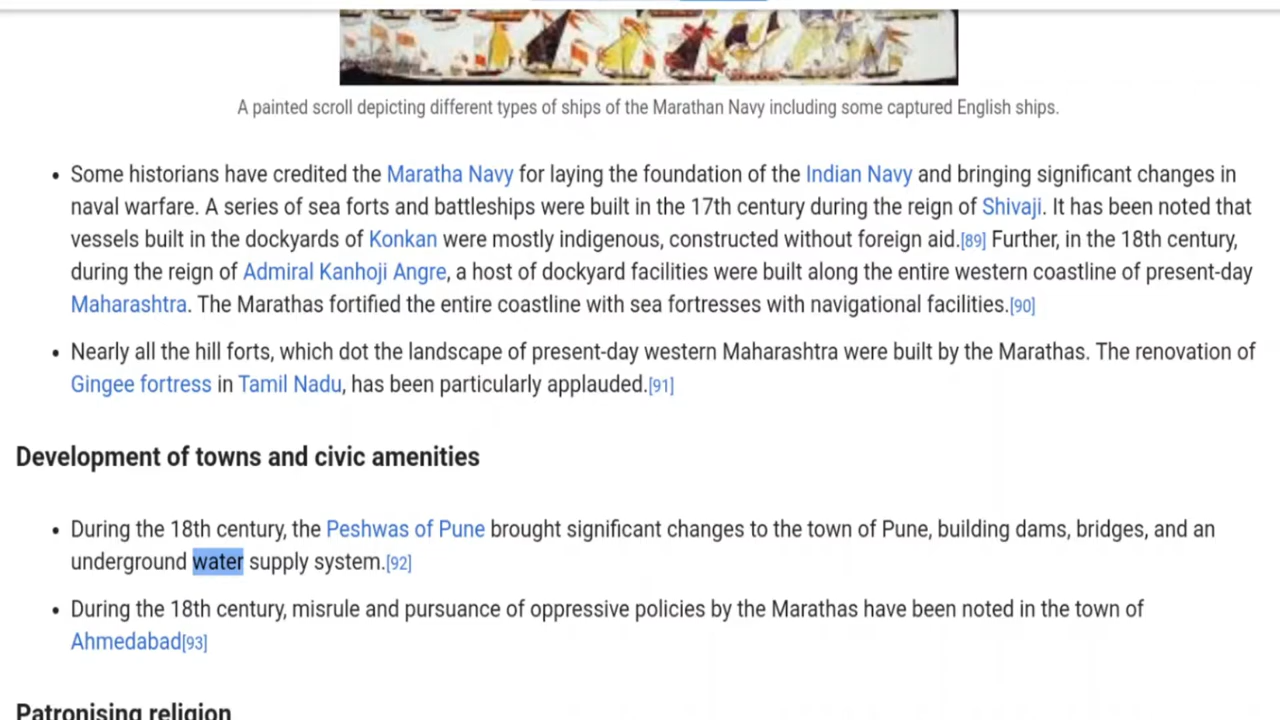 A painted scroll depicting different types of ships of the Marathan Navy including some captured English ships.
• Some historians have credited the Maratha Navy for laying the foundation of the Indian Navy and bringing significant changes in
naval warfare. A series of sea forts and battleships were built in the 17th century during the reign of Shivaji. It has been noted that
vessels built in the dockyards of Konkan were mostly indigenous, constructed without foreign aid.[89] Further, in the 18th century,
during the reign of Admiral Kanhoji Angre, a host of dockyard facilities were built along the entire western coastline of present-day
Maharashtra. The Marathas fortified the entire coastline with sea fortresses with navigational facilities.[90]
• Nearly all the hill forts, which dot the landscape of present-day western Maharashtra were built by the Marathas. The renovation of
Gingee fortress in Tamil Nadu, has been particularly applauded.[91]
Development of towns and civic amenities
• During the 18th century, the Peshwas of Pune brought significant changes to the town of Pune, building dams, bridges, and an
underground water supply system.[92]
• During the 18th century, misrule and pursuance of oppressive policies by the Marathas have been noted in the town of
Ahmedabad[93]
Patronising religion